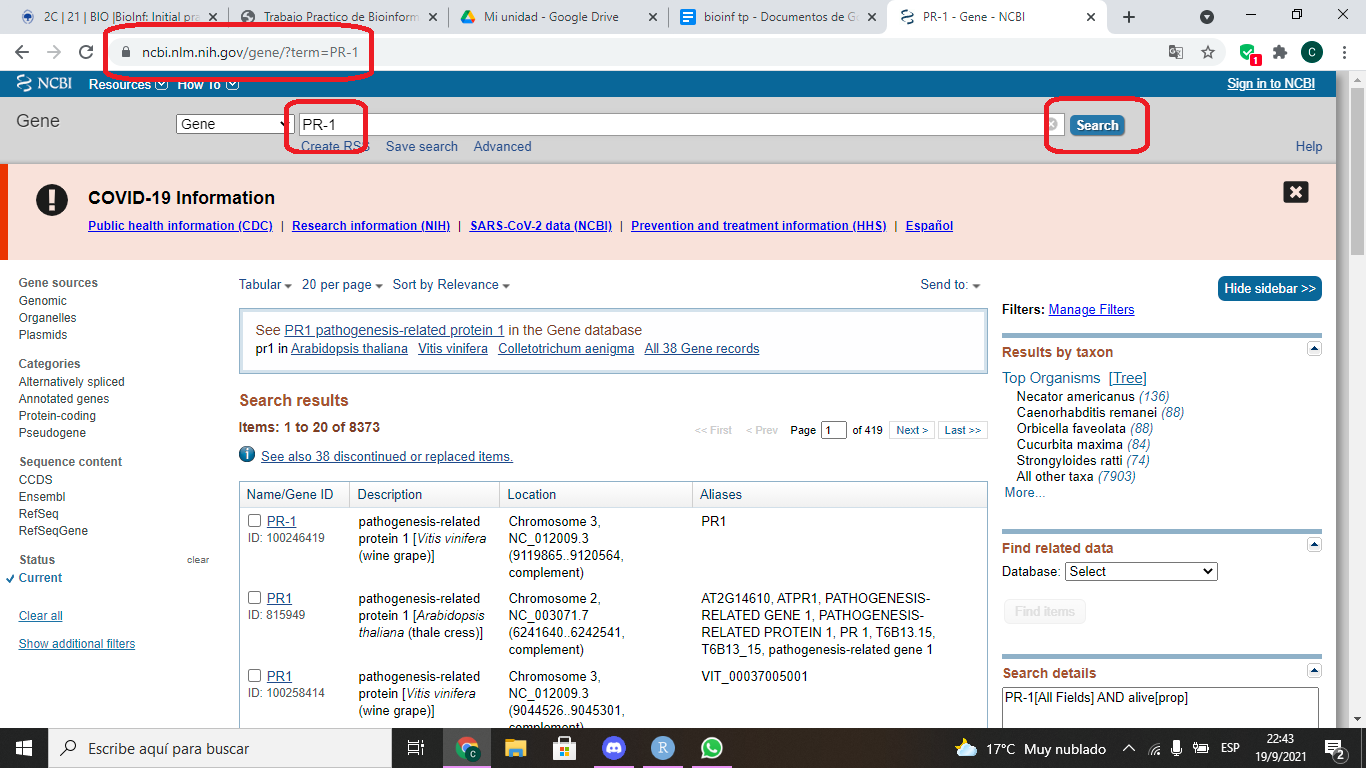 2C | 21 | BIO |BioInf: Initial pra
Trabajo Practico de Bioinform
Mi unidad - Google Drive
bioinf tp - Documentos de G
PR-1 - Gene - NCBI
ncbi.nlm.nih.gov/gene/?term=PR-1
1
C
NCBI
Resources
How To
Sign in to NCBI
Gene
Gene
PR-1
Search
Create RSS
Save search
Advanced
Help
COVID-19 Information
Public health information (CDC) | Research information (NIH) | SARS-CoV-2 data (NCBI) | Prevention and treatment information (HHS) | Español
Gene sources
Genomic
Organelles
Plasmids
Categories
Alternatively spliced
Annotated genes
Protein-coding
Pseudogene
Sequence content
CCDS
Ensembl
RefSeq
RefSeqGene
Status
clear
Current
Clear all
Show additional filters
Tabular
20 per page
Sort by Relevance
Send to:
See PR1 pathogenesis-related protein 1 in the Gene database
pr1 in Arabidopsis thaliana Vitis vinifera Colletotrichum aenigma All 38 Gene records
Search results
Items: 1 to 20 of 8373
<< First < Prev Page 1 of 419 Next > Last >>
See also 38 discontinued or replaced items.
Name/Gene ID
Description
Location
Aliases
PR-1
ID: 100246419
pathogenesis-related
protein 1 [Vitis vinifera
(wine grape)]
Chromosome 3,
NC_012009.3
(9119865..9120564,
complement)
PR1
PR1
ID: 815949
pathogenesis-related
protein 1 [Arabidopsis
thaliana (thale cress)]
Chromosome 2,
NC_003071.7
(6241640..6242541,
complement)
AT2G14610, ATPR1, PATHOGENESIS-
RELATED GENE 1, PATHOGENESIS-
RELATED PROTEIN 1, PR 1, T6B13.15,
T6B13_15, pathogenesis-related gene 1
PR1
ID: 100258414
pathogenesis-related
protein [Vitis vinifera
(wine grape)]
Chromosome 3,
NC_012009.3
(9044526..9045301,
complement)
VIT_00037005001
Hide sidebar >>
Filters: Manage Filters
Results by taxon
Top Organisms [Tree]
Necator americanus (136)
Caenorhabditis remanei (88)
Orbicella faveolata (88)
Cucurbita maxima (84)
Strongyloides ratti (74)
All other taxa (7903)
More...
Find related data
Database: Select
Find items
Search details
PR-1[All Fields] AND alive[prop]
Escribe aquí para buscar
C
R
17°C Muy nublado
ESP
22:43
19/9/2021
2